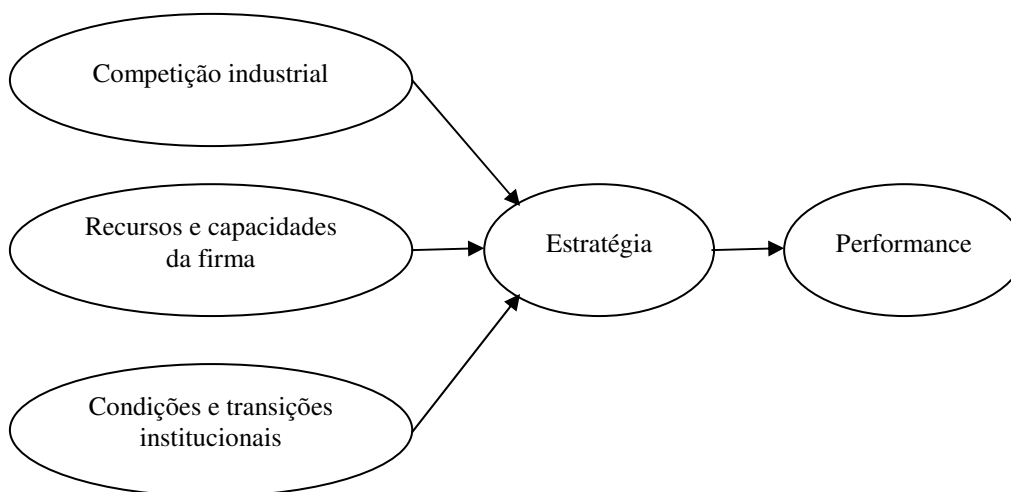 Competição industrial
Recursos e capacidades
da firma
Estratégia
Performance
Condições e transições
institucionais